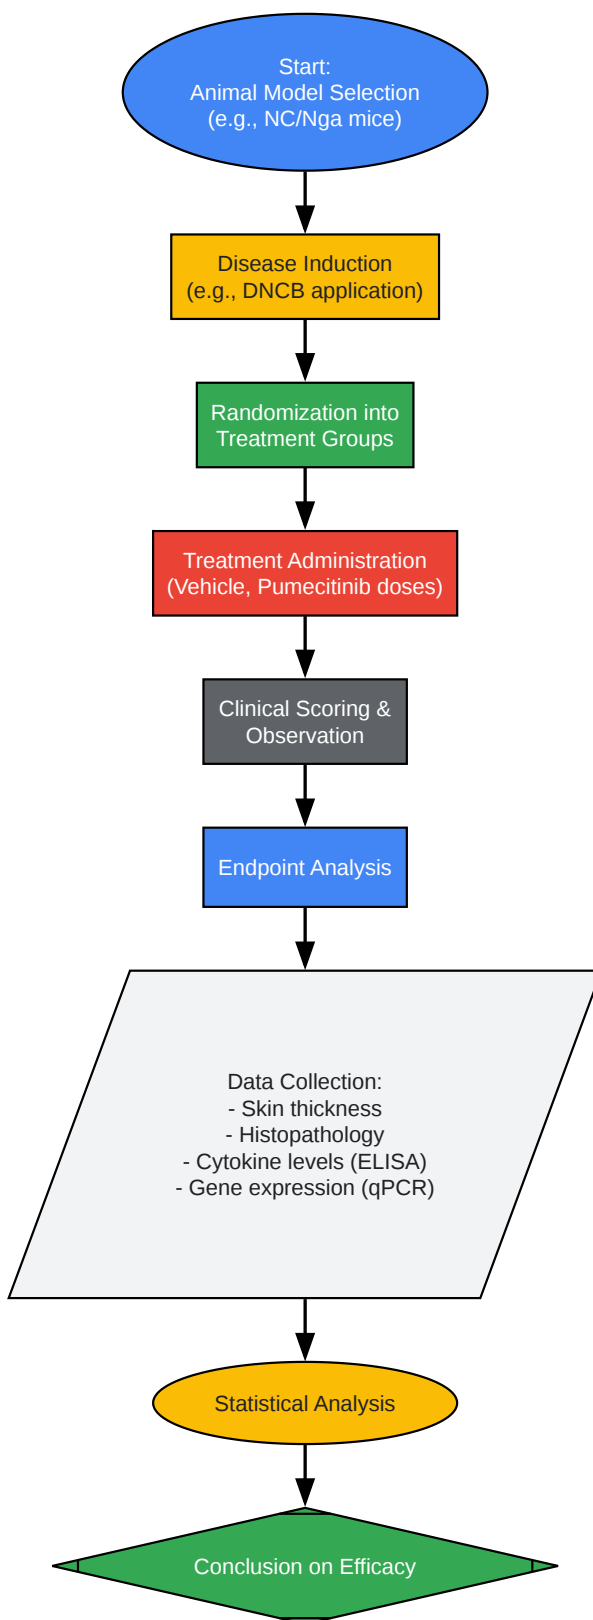 Start:
Animal Model Selection
(e.g., NC/Nga mice)
Disease Induction
(e.g., DNCB application)
Randomization into
Treatment Groups
Treatment Administration
(Vehicle, Pumecitinib doses)
Clinical Scoring &
Observation
Endpoint Analysis
Data Collection:
- Skin thickness
- Histopathology
- Cytokine levels (ELISA)
- Gene expression (qPCR)
Statistical Analysis
Conclusion on Efficacy